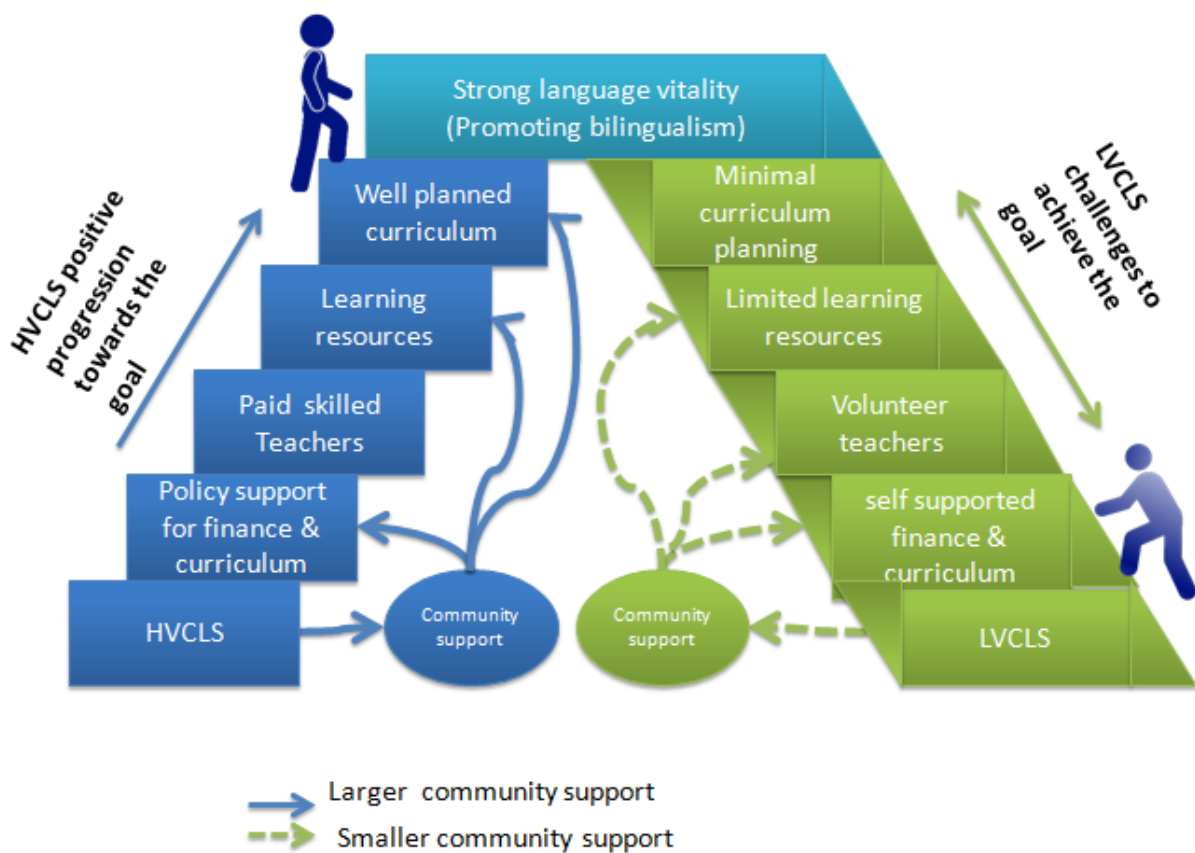 Strong language vitality
(Promoting bilingualism)
HVCLS positive
progression
towards the
goal
Well planned
curriculum
Learning
resources
Paid  skilled
Teachers
Policy support
for finance &
curriculum
HVCLS
Community
support
Minimal
curriculum
planning
Limited learning
resources
Volunteer
teachers
self supported
finance &
curriculum
LVCLS
Community
support
LVCLS
challenges to
achieve the
goal
Larger  community support
Smaller community support